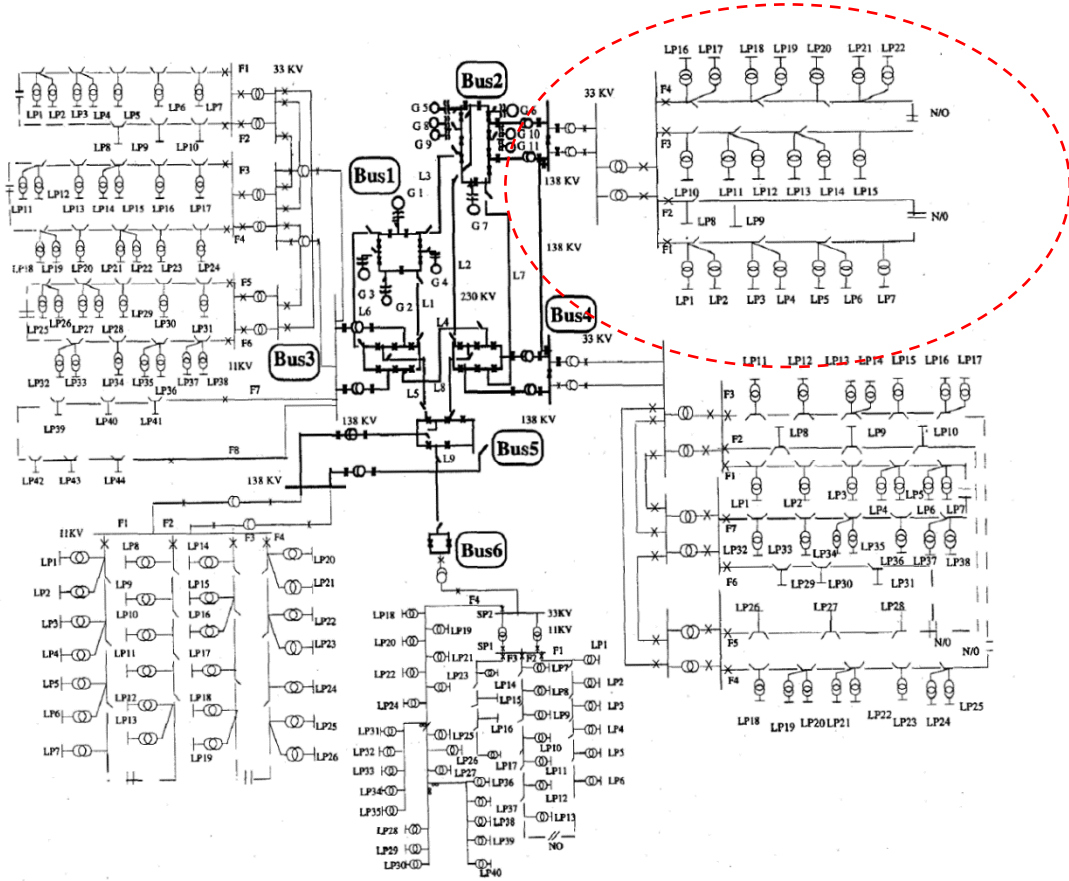 LP16 LP17 LP18 LP19 LP20 LP21 LP22
F4
N/O
33 KV
F3
LP10 LP11 LP12 LP13 LP14 LP15
F2
LP8 LP9
N/O
F1
LP1 LP2 LP3 LP4 LP5 LP6 LP7
F1
33 KV
LP1 LP2 LP3 LP4 LP5 LP6 LP7
F2
LP8 LP9 LP10
F3
LP11 LP12 LP13 LP14 LP15 LP16 LP17
F4
LP18 LP19 LP20 LP21 LP22 LP23 LP24
F5
LP25 LP26 LP27 LP28 LP29 LP30 LP31
F6
11KV
LP32 LP33 LP34 LP35 LP36 LP37 LP38
F7
LP39 LP40 LP41
F8
LP42 LP43 LP44
Bus2
G 5 G 6
G 8 G 10
G 9 G 11
G 7
138 KV
Bus1
G 1
G 3 G 2 G 4
L3
L2
L1
L6
230 KV
L7
138 KV
Bus3
Bus4
L4
L5
L8
138 KV
138 KV
33 KV
Bus5
L9
138 KV
Bus6
LP11 LP12 LP13 LP14 LP15 LP16 LP17
F3
LP8 LP9 LP10
F2
F1
LP1 LP2 LP3 LP4 LP5 LP6 LP7
F7
LP32 LP33 LP34 LP35 LP36 LP37 LP38
F6
LP29 LP30 LP31
LP26 LP27 LP28
F5
N/O
N/O
F4
LP18 LP19 LP20 LP21 LP22 LP23 LP24 LP25
11KV
F1 F2 F3 F4
LP1 LP8 LP14 LP20
LP2 LP9 LP15 LP21
LP3 LP10 LP16 LP22
LP4 LP11 LP17 LP23
LP5 LP12 LP18 LP24
LP6 LP13 LP25
LP7 LP19 LP26
F4
SP2 33KV
11KV
SP1 F3 F2 F1
LP18 LP19 LP1
LP20 LP21 LP7
LP22 LP23 LP14 LP8 LP2
LP24 LP15 LP9 LP3
LP31 LP25 LP16 LP4
LP32 LP26 LP10 LP5
LP33 LP27 LP17 LP11 LP6
LP34 LP36 LP12
LP35 LP37 LP13
LP28 LP38
LP29 LP39 NO
LP30 LP40